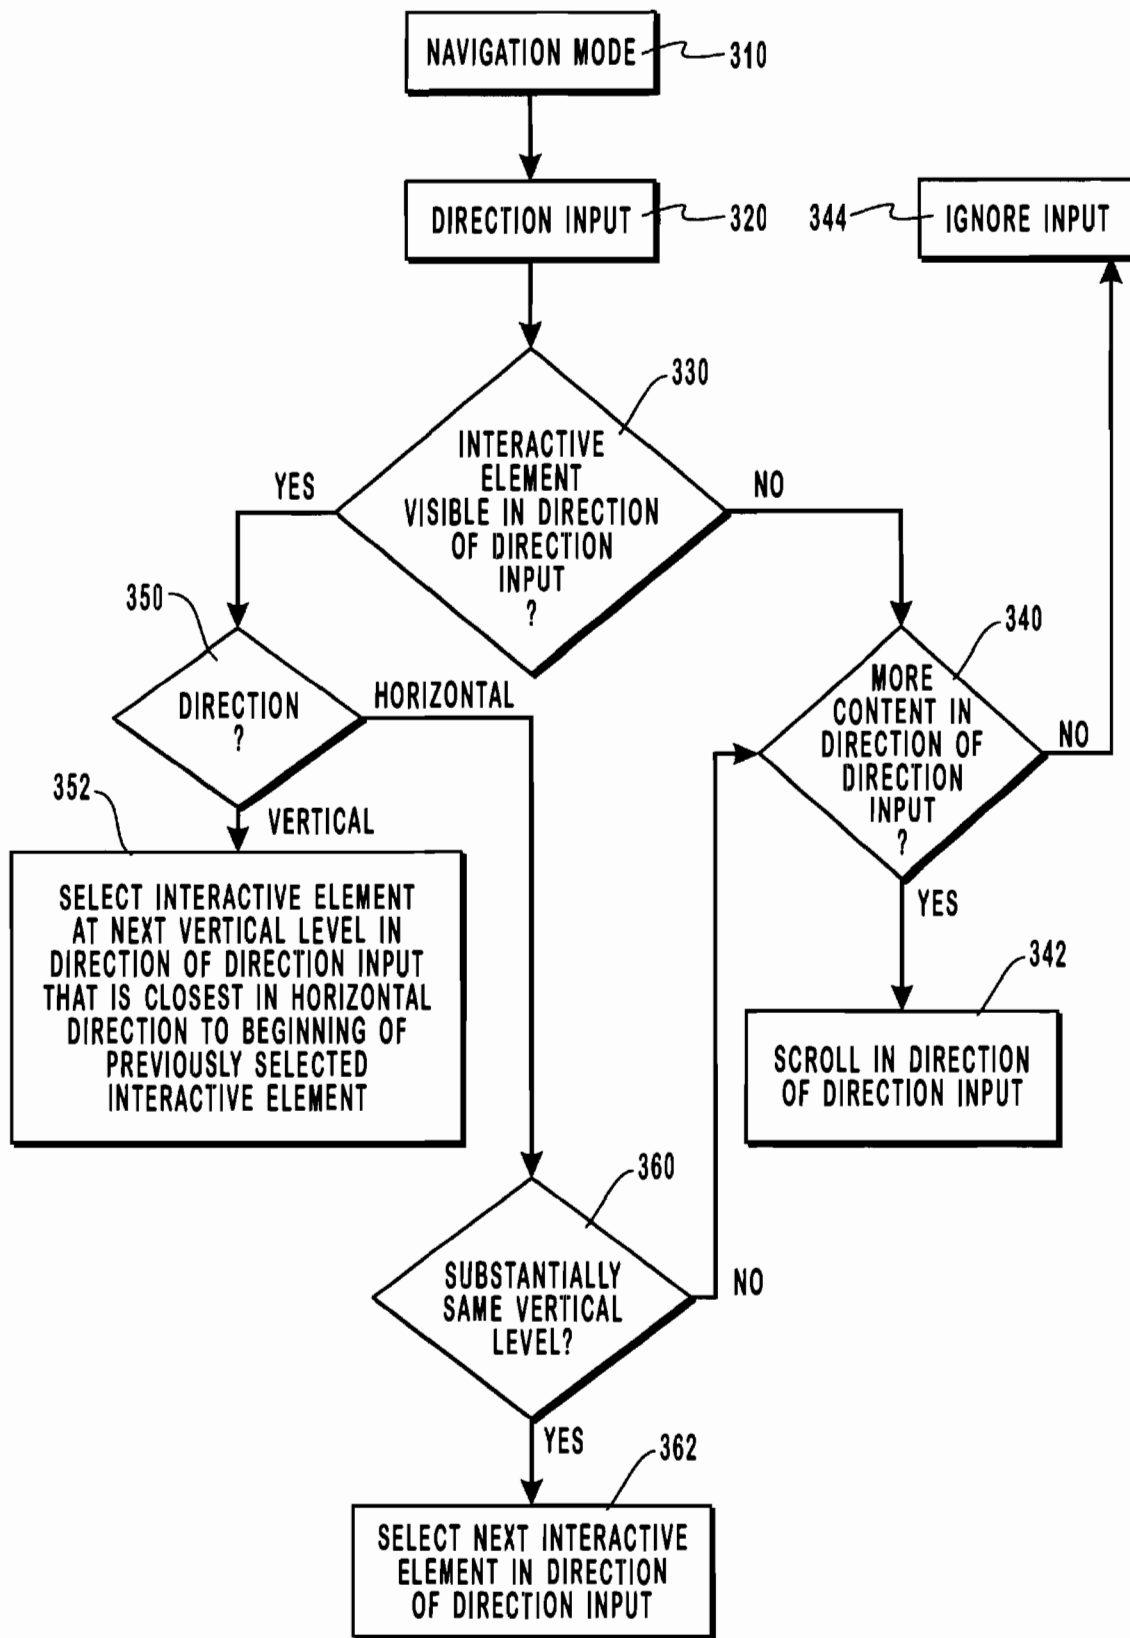 NAVIGATION MODE
310
DIRECTION INPUT
320
344
IGNORE INPUT
330
INTERACTIVE
ELEMENT
VISIBLE IN DIRECTION
OF DIRECTION
INPUT
?
YES
NO
350
DIRECTION
?
HORIZONTAL
VERTICAL
340
MORE
CONTENT IN
DIRECTION OF
DIRECTION
INPUT
?
NO
YES
352
SELECT INTERACTIVE ELEMENT
AT NEXT VERTICAL LEVEL IN
DIRECTION OF DIRECTION INPUT
THAT IS CLOSEST IN HORIZONTAL
DIRECTION TO BEGINNING OF
PREVIOUSLY SELECTED
INTERACTIVE ELEMENT
342
SCROLL IN DIRECTION
OF DIRECTION INPUT
360
SUBSTANTIALLY
SAME VERTICAL
LEVEL?
NO
YES
362
SELECT NEXT INTERACTIVE
ELEMENT IN DIRECTION
OF DIRECTION INPUT